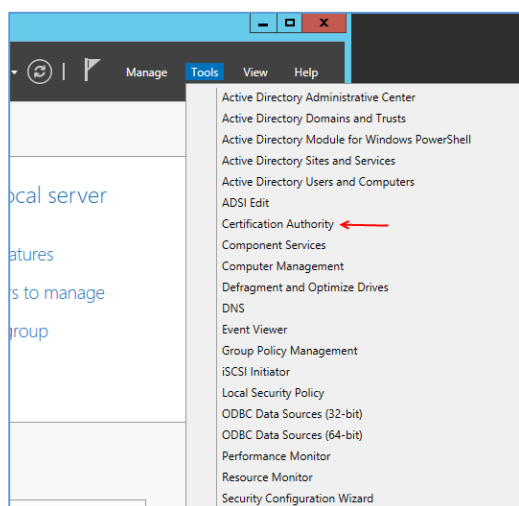 Manage Tools View Help
Active Directory Administrative Center
Active Directory Domains and Trusts
Active Directory Module for Windows PowerShell
Active Directory Sites and Services
Active Directory Users and Computers
ADSI Edit
Certification Authority
Component Services
Computer Management
Defragment and Optimize Drives
DNS
Event Viewer
Group Policy Management
iSCSI Initiator
Local Security Policy
ODBC Data Sources (32-bit)
ODBC Data Sources (64-bit)
Performance Monitor
Resource Monitor
Security Configuration Wizard
ocal server
atures
s to manage
group